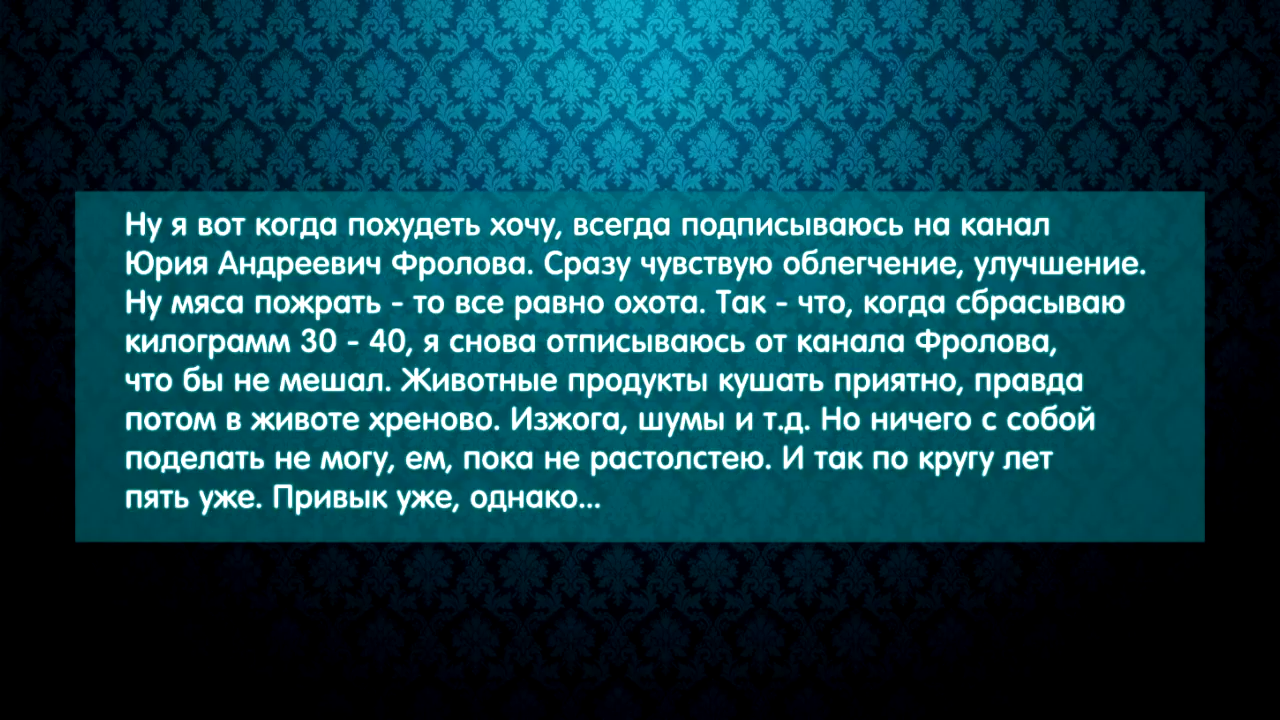 Ну я вот когда похудеть хочу, всегда подписываюсь на канал
Юрия Андреевич Фролова. Сразу чувствую облегчение, улучшение.
Ну мяса пожрать - то все равно охота. Так - что, когда сбрасываю
килограмм 30 - 40, я снова отписываюсь от канала Фролова,
что бы не мешал. Животные продукты кушать приятно, правда
потом в животе хреново. Изжога, шумы и т.д. Но ничего с собой
поделать не могу, ем, пока не растолстею. И так по кругу лет
пять уже. Привык уже, однако...